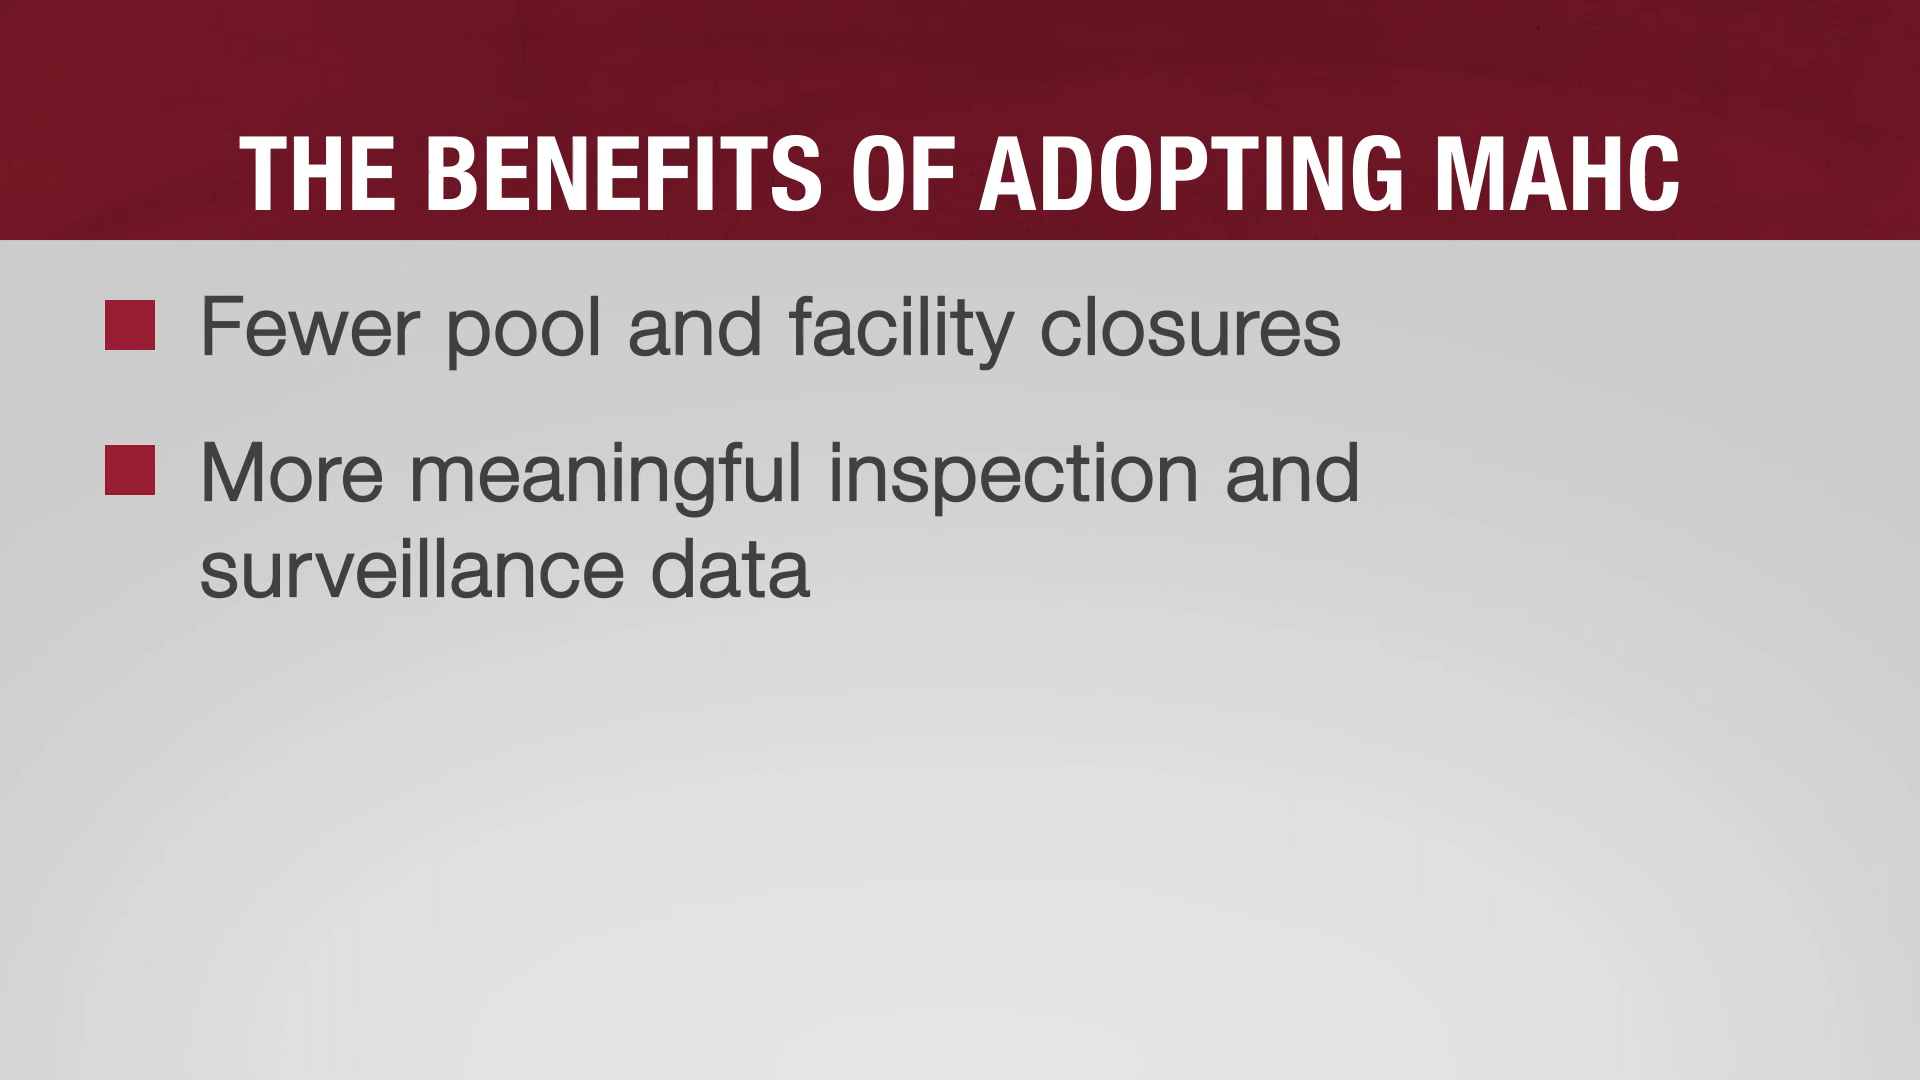 THE BENEFITS OF ADOPTING MAHC
Fewer pool and facility closures
More meaningful inspection and
surveillance data